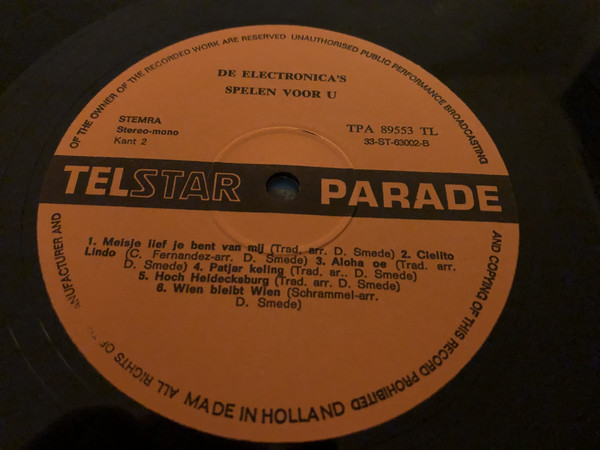 OF THE OWNER OF THE RECORDED WORK ARE RESERVED UNAUTHORISED PUBLIC PERFORMANCE BROADCASTING
DE ELECTRONICA'S
SPELEN VOOR U
STEMRA
Stereo-mono
Kant 2
TPA 89553 TL
33-ST-63002-B
TELSTAR PARADE
1. Meisje lief je bent van mij (Trad. arr. D. Smede) 2. Cielito
Lindo (C. Fernandez-arr. D. Smede) 3. Aloha oe (Trad. arr.
D. Smede) 4. Patjar keling (Trad. ar.. D. Smede)
5. Hoch Heidecksburg (Trad. arr. D. Smede)
6. Wien bleibt Wien (Schrammel-arr.
D. Smede)
AND COPYING OF THIS RECORD PROHIBITED
MADE IN HOLLAND
ALL RIGHTS OF
ANUFACTURER AND